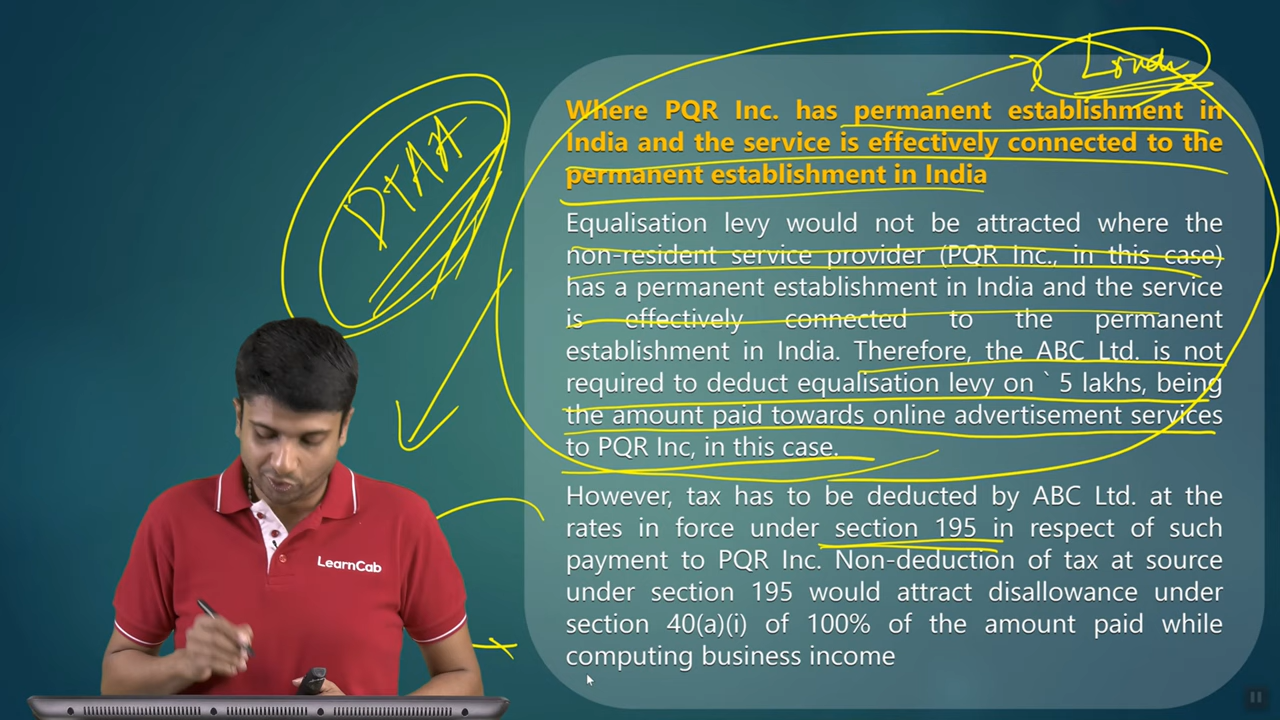 Londo
DTAA
Where PQR Inc. has permanent establishment in
India and the service is effectively connected to the
permanent establishment in India
Equalisation levy would not be attracted where the
non-resident service provider (PQR Inc., in this case)
has a permanent establishment in India and the service
is effectively connected to the permanent
establishment in India. Therefore, the ABC Ltd. is not
required to deduct equalisation levy on ` 5 lakhs, being
the amount paid towards online advertisement services
to PQR Inc, in this case.
However, tax has to be deducted by ABC Ltd. at the
rates in force under section 195 in respect of such
payment to PQR Inc. Non-deduction of tax at source
under section 195 would attract disallowance under
section 40(a)(i) of 100% of the amount paid while
computing business income
LearnCab